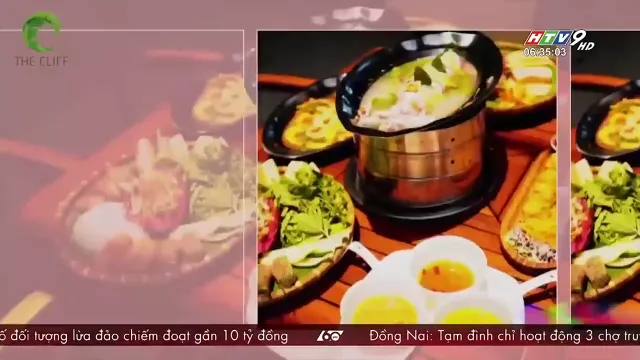 THE CLIFF
HTV9 HD
06:35:03
ố đối tượng lừa đảo chiếm đoạt gần 10 tỷ đồng
60
Đồng Nai: Tạm đình chỉ hoạt động 3 chợ tr